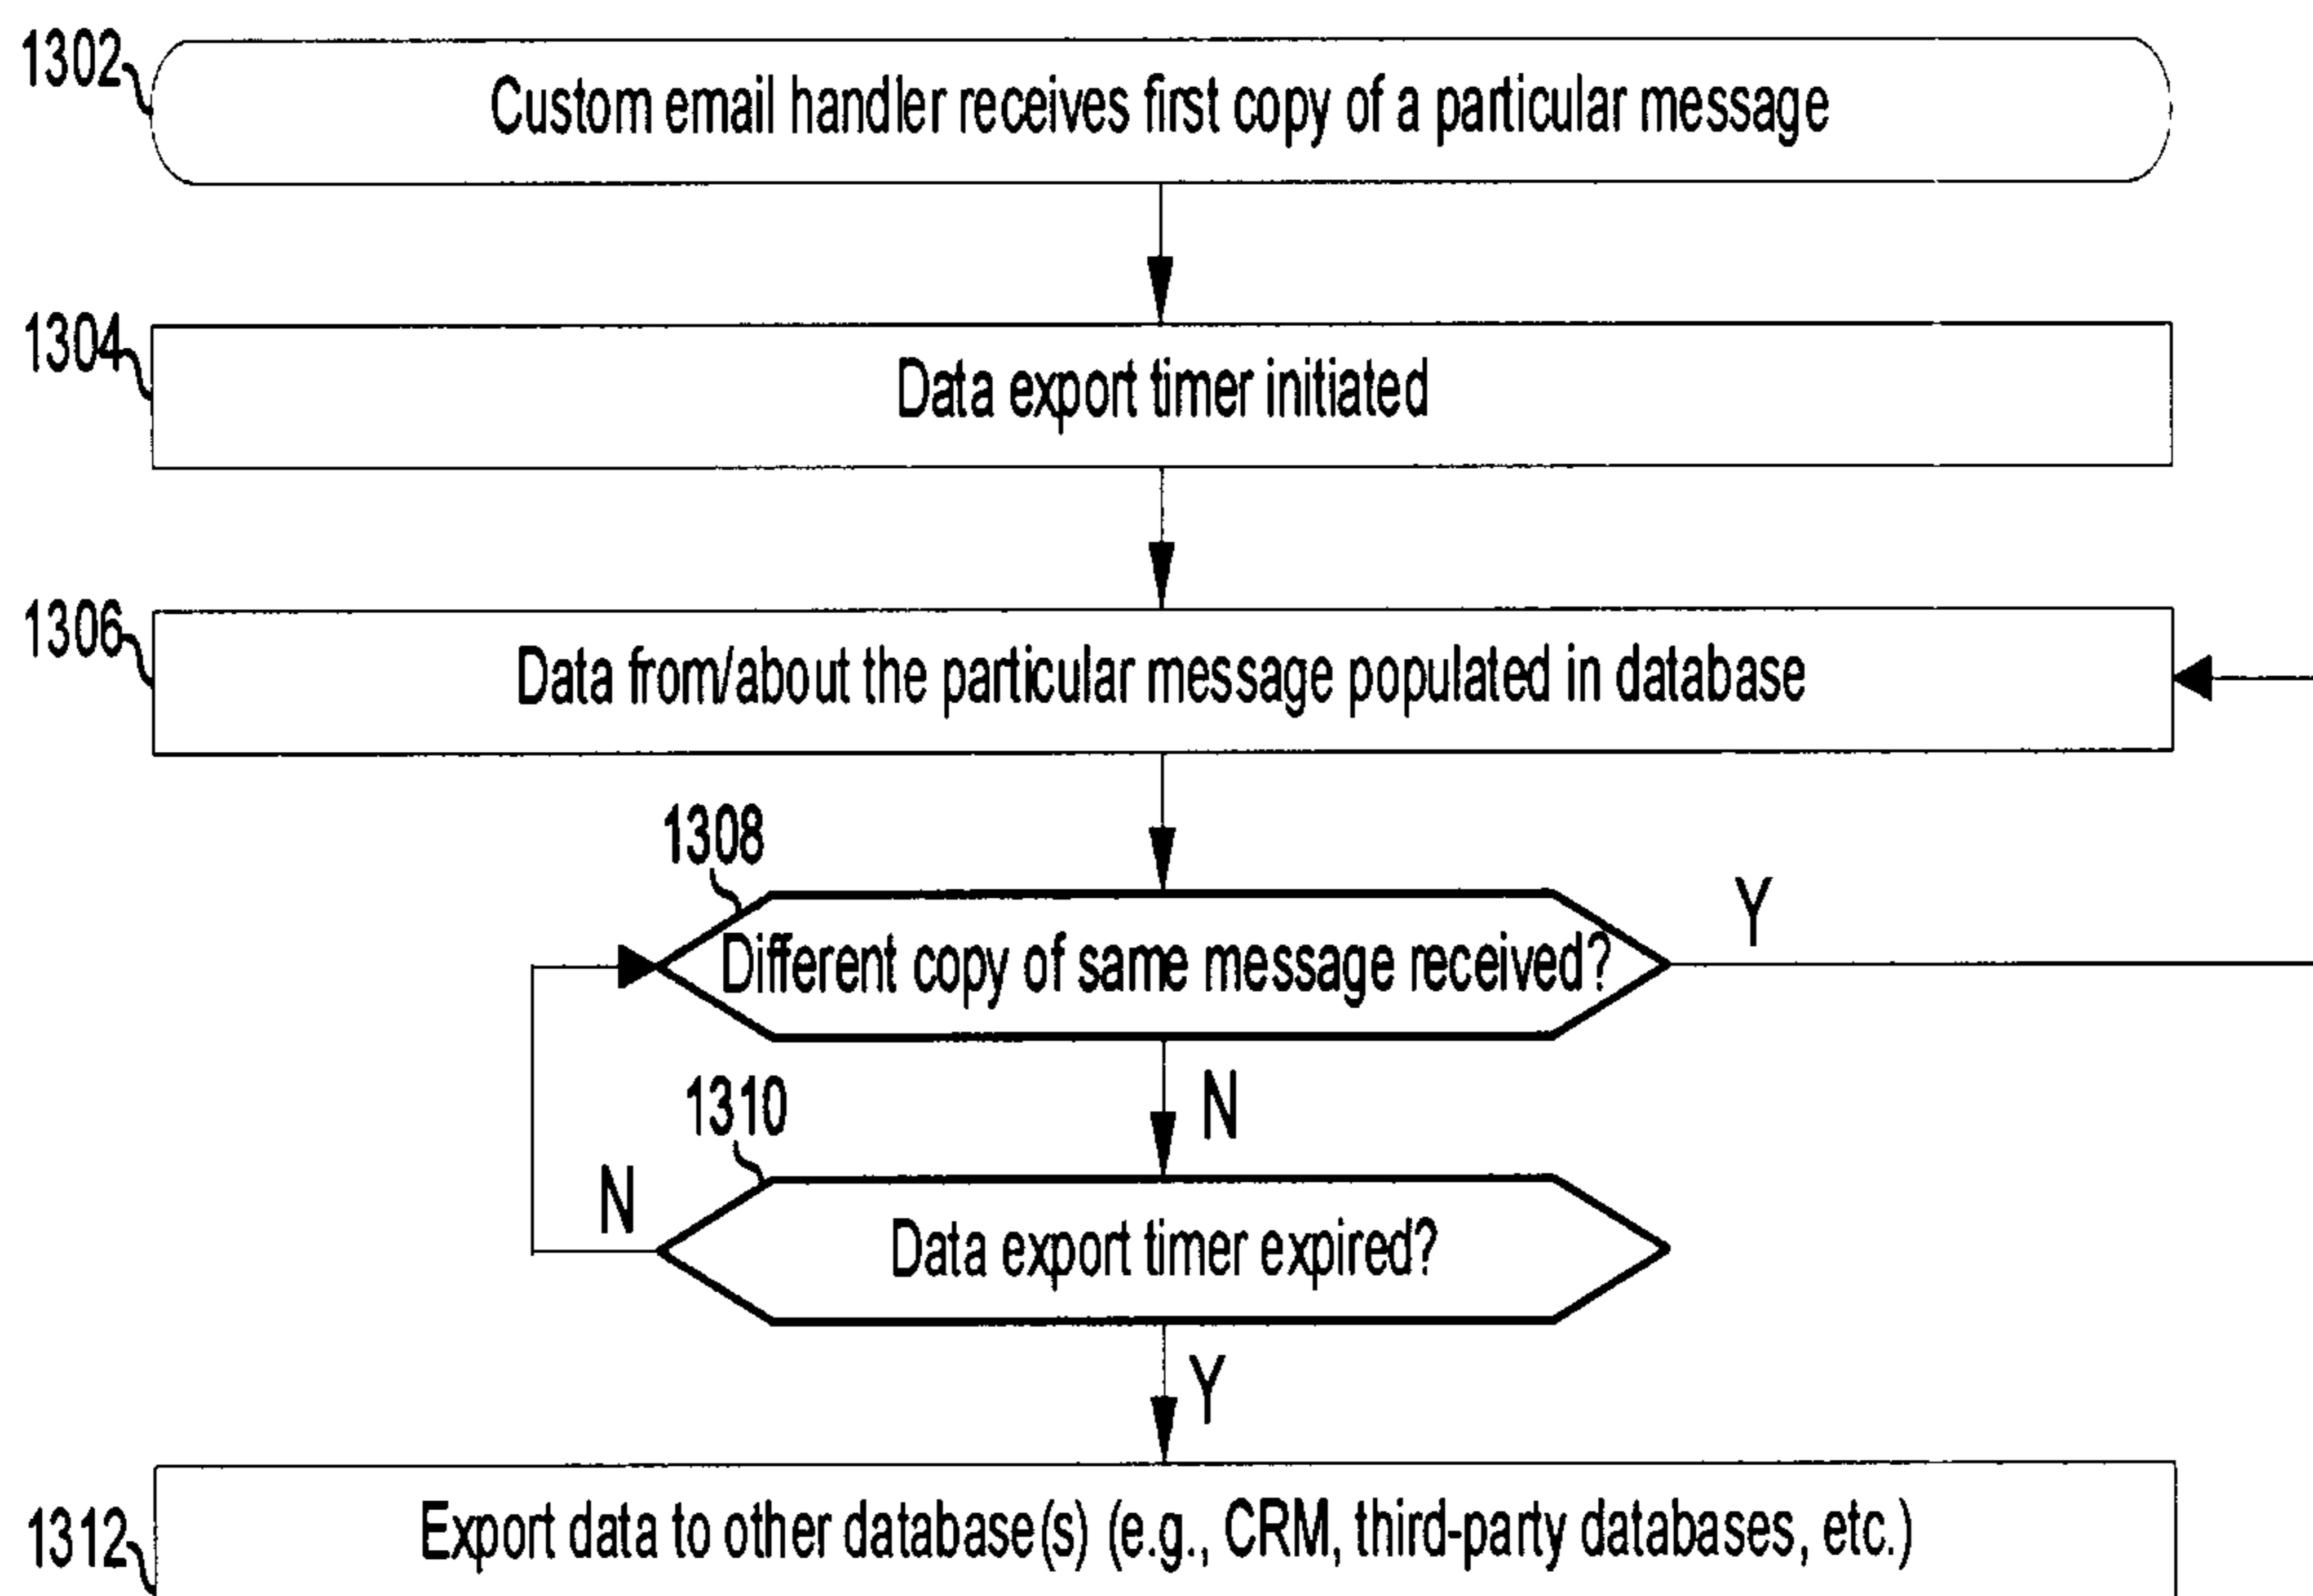 1302
Custom email handler receives first copy of a particular message
1304
Data export timer initiated
1306
Data from/about the particular message populated in database
1308
Y
Different copy of same message received?
N
1310
N
Data export timer expired?
Y
1312
Export data to other database(s) (e.g., CRM, third-party databases, etc.)